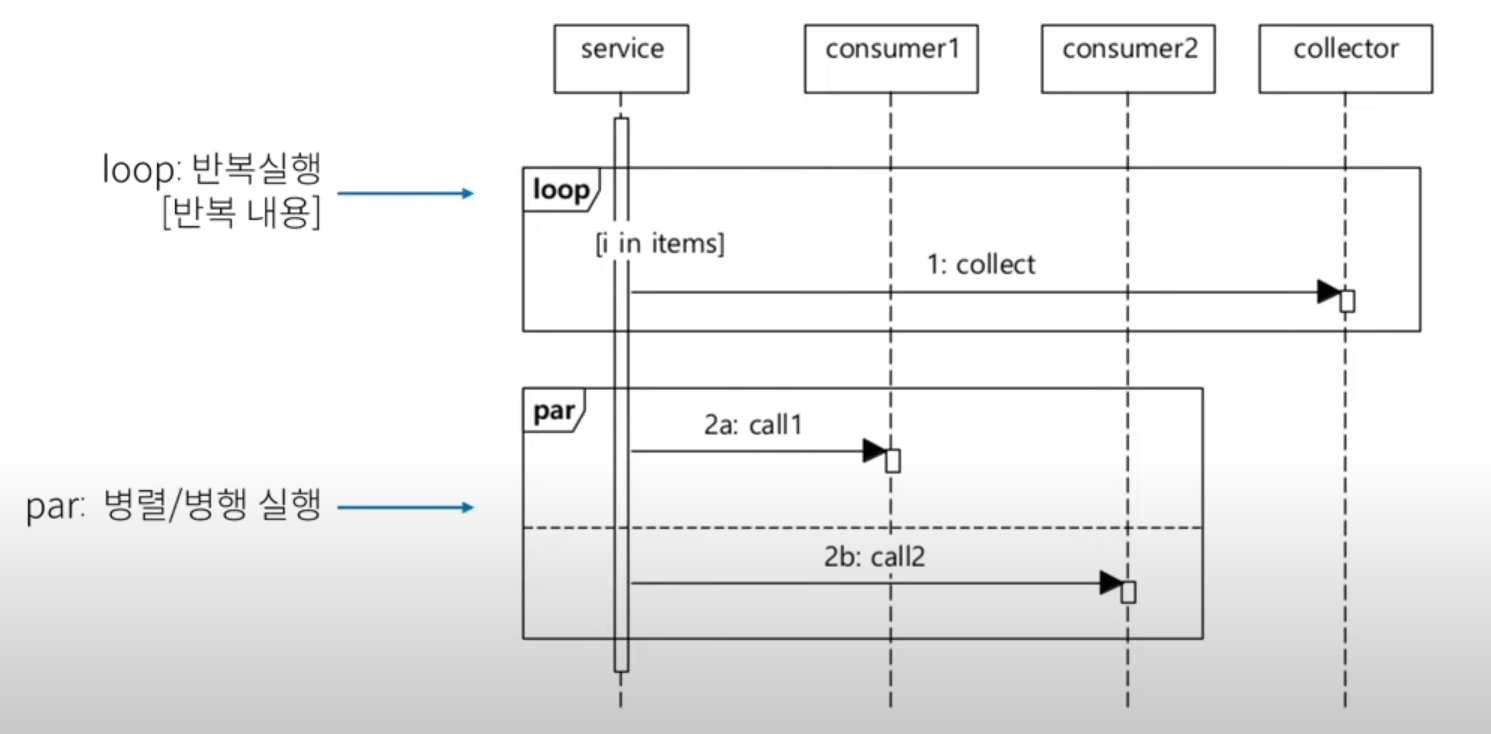 service
consumer1
consumer2
collector
loop: 반복실행
[반복 내용]
loop
[i in items]
1: collect
par
2a: call1
par: 병렬/병행 실행
2b: call2